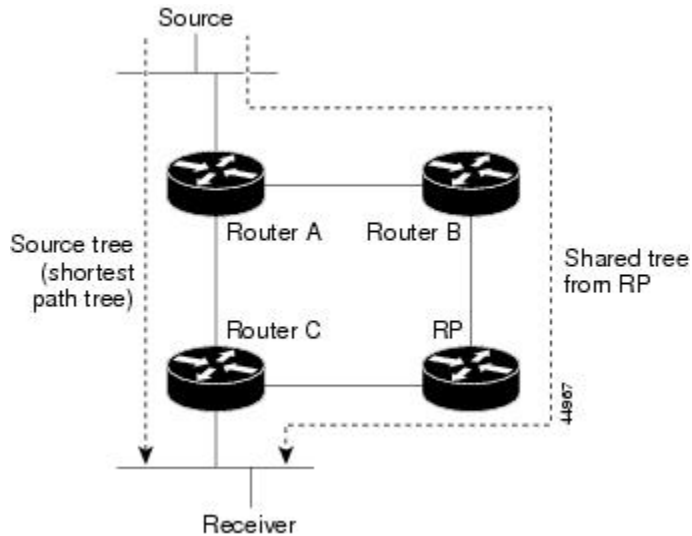 Source
Router A
Router B
Source tree
(shortest
path tree)
Shared tree
from RP
Router C
RP
44967
Receiver